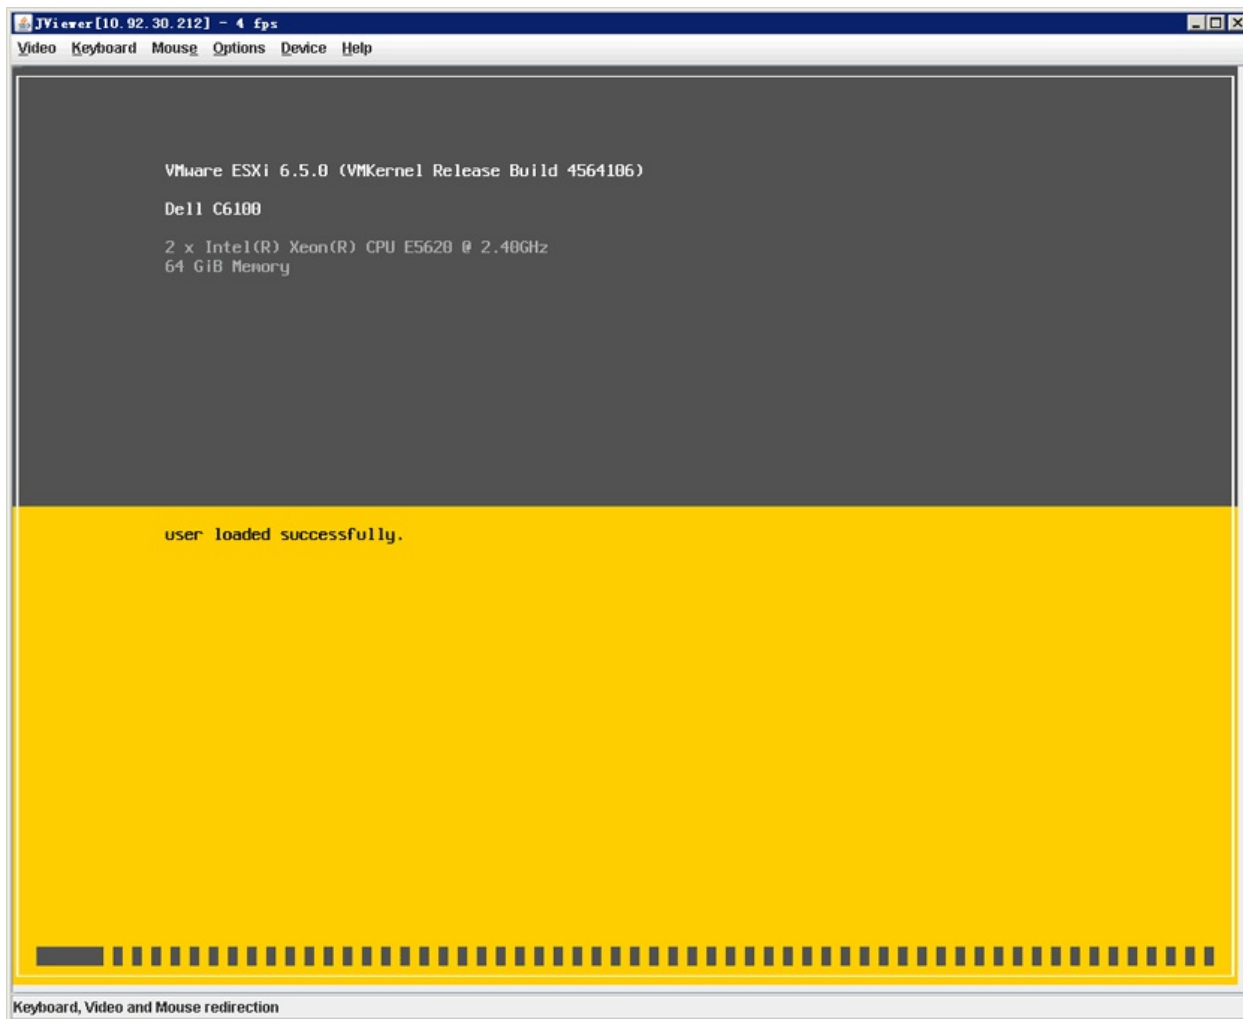 JViewer[10.92.30.212] - 4 fps
Video Keyboard Mouse Options Device Help
VMware ESXi 6.5.0 (VMKernel Release Build 4564106)
Dell C6100
2 x Intel(R) Xeon(R) CPU E5620 @ 2.40GHz
64 GiB Memory
user loaded successfully.
Keyboard, Video and Mouse redirection